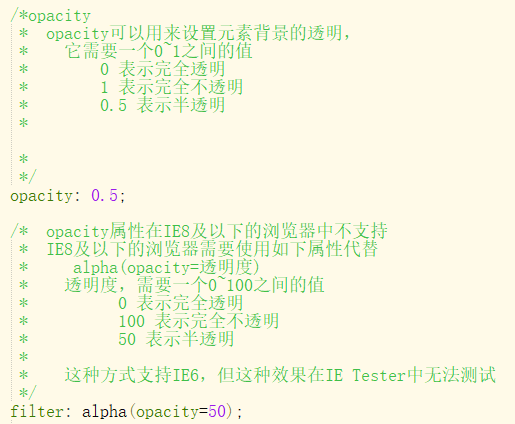 /*opacity
 *  opacity可以用来设置元素背景的透明，
 *    它需要一个0~1之间的值
 *        0 表示完全透明
 *        1 表示完全不透明
 *        0.5 表示半透明
 *
 *
 */
opacity: 0.5;
/*  opacity属性在IE8及以下的浏览器中不支持
 *  IE8及以下的浏览器需要使用如下属性代替
 *     alpha(opacity=透明度)
 *    透明度，需要一个0~100之间的值
 *          0 表示完全透明
 *          100 表示完全不透明
 *          50 表示半透明
 *
 *    这种方式支持IE6，但这种效果在IE Tester中无法测试
 */
filter: alpha(opacity=50);